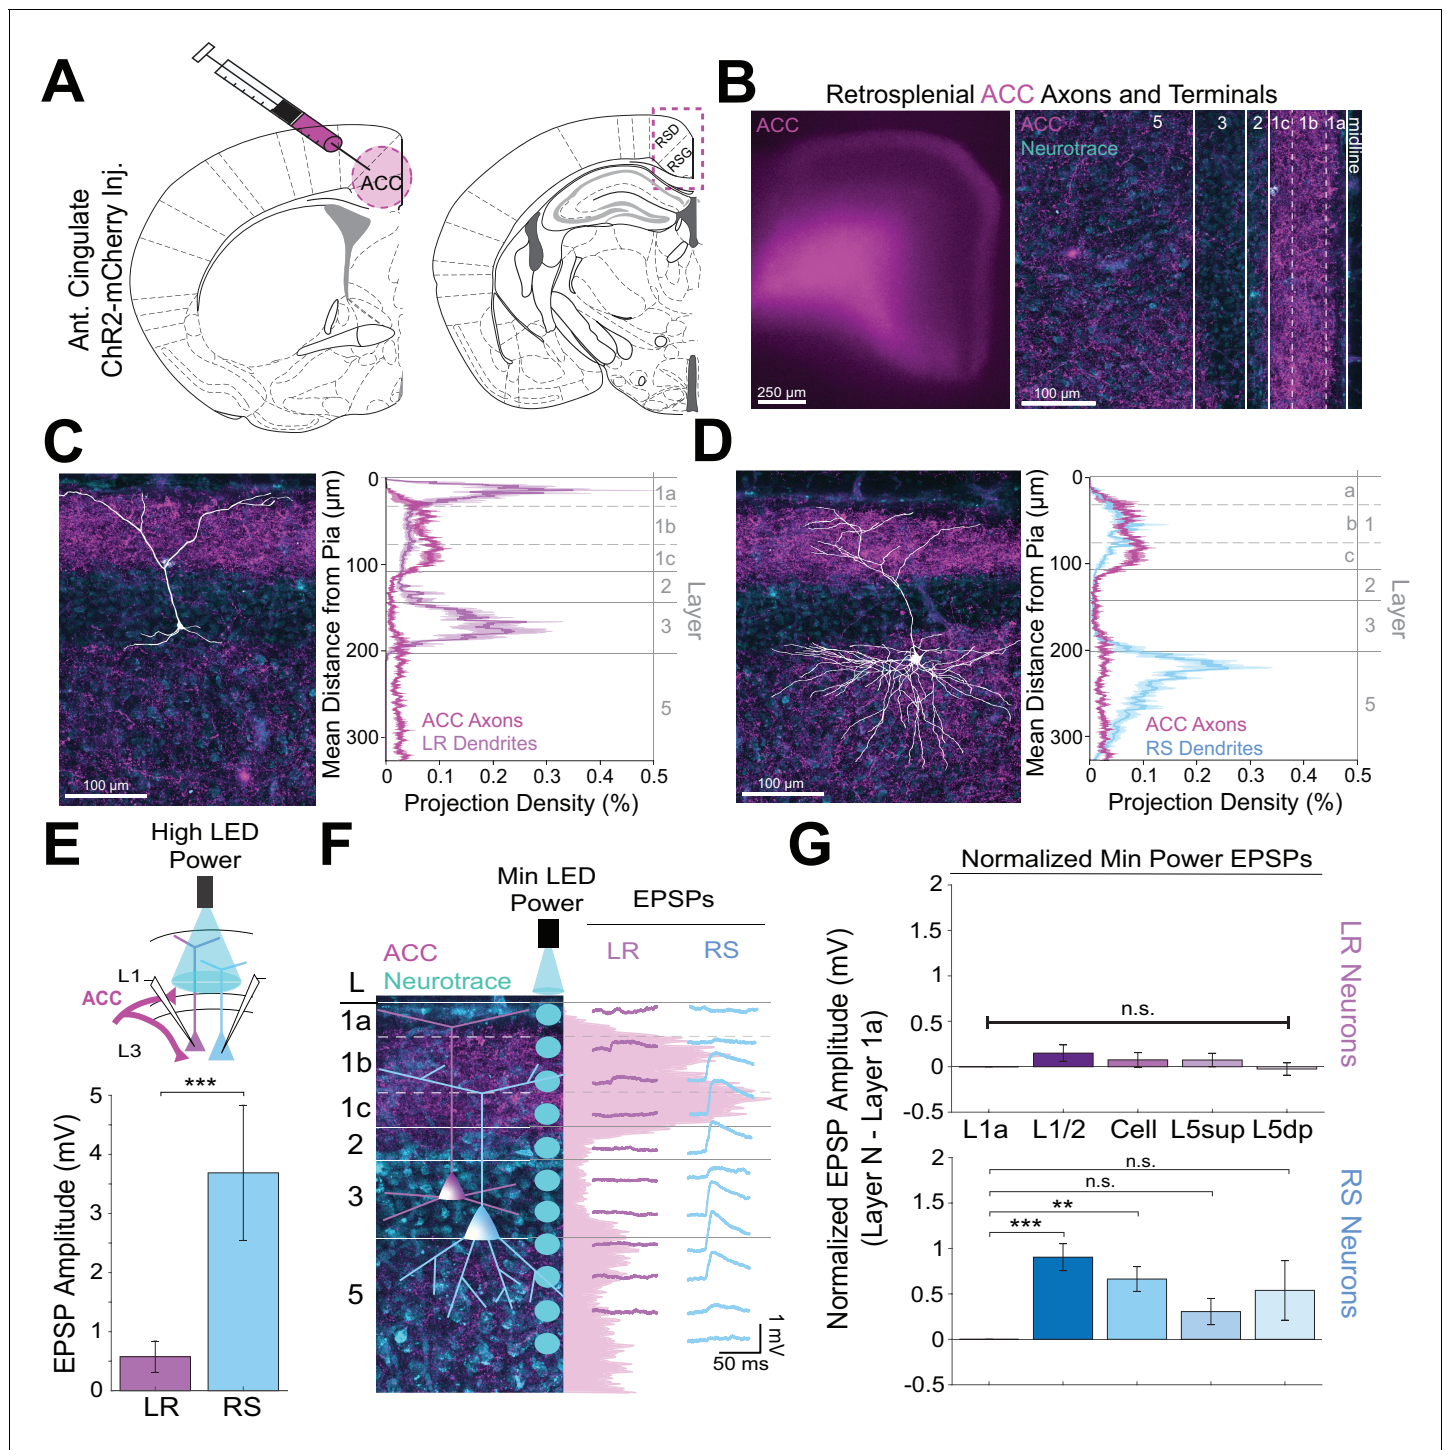 A
Ant. Cingulate
ChR2-mCherry Inj.
ACC
RSD
RSG
B
Retrosplenial ACC Axons and Terminals
ACC
250 µm
ACC
Neurotrace
5
3
2
1c
1b
1a
midline
100 µm
C
100 µm
Mean Distance from Pia (µm)
0
100
200
300
1a
1b
1c
2
3
5
Layer
ACC Axons
LR Dendrites
0 0.1 0.2 0.3 0.4 0.5
Projection Density (%)
D
100 µm
Mean Distance from Pia (µm)
0
100
200
300
a
b 1
c
2
3
5
Layer
ACC Axons
RS Dendrites
0 0.1 0.2 0.3 0.4 0.5
Projection Density (%)
E
High LED
Power
L1
ACC
L3
EPSP Amplitude (mV)
5
4
3
2
1
0
***
LR RS
F
Min LED
Power
EPSPs
ACC
Neurotrace
LR RS
L
1a
1b
1c
2
3
5
1 mV
50 ms
G
Normalized Min Power EPSPs
Normalized EPSP Amplitude (mV)
(Layer N - Layer 1a)
2
1.5
1
0.5
0
-0.5
n.s.
LR Neurons
L1a L1/2 Cell L5sup L5dp
2
1.5
1
0.5
0
-0.5
n.s.
n.s.
**
***
RS Neurons